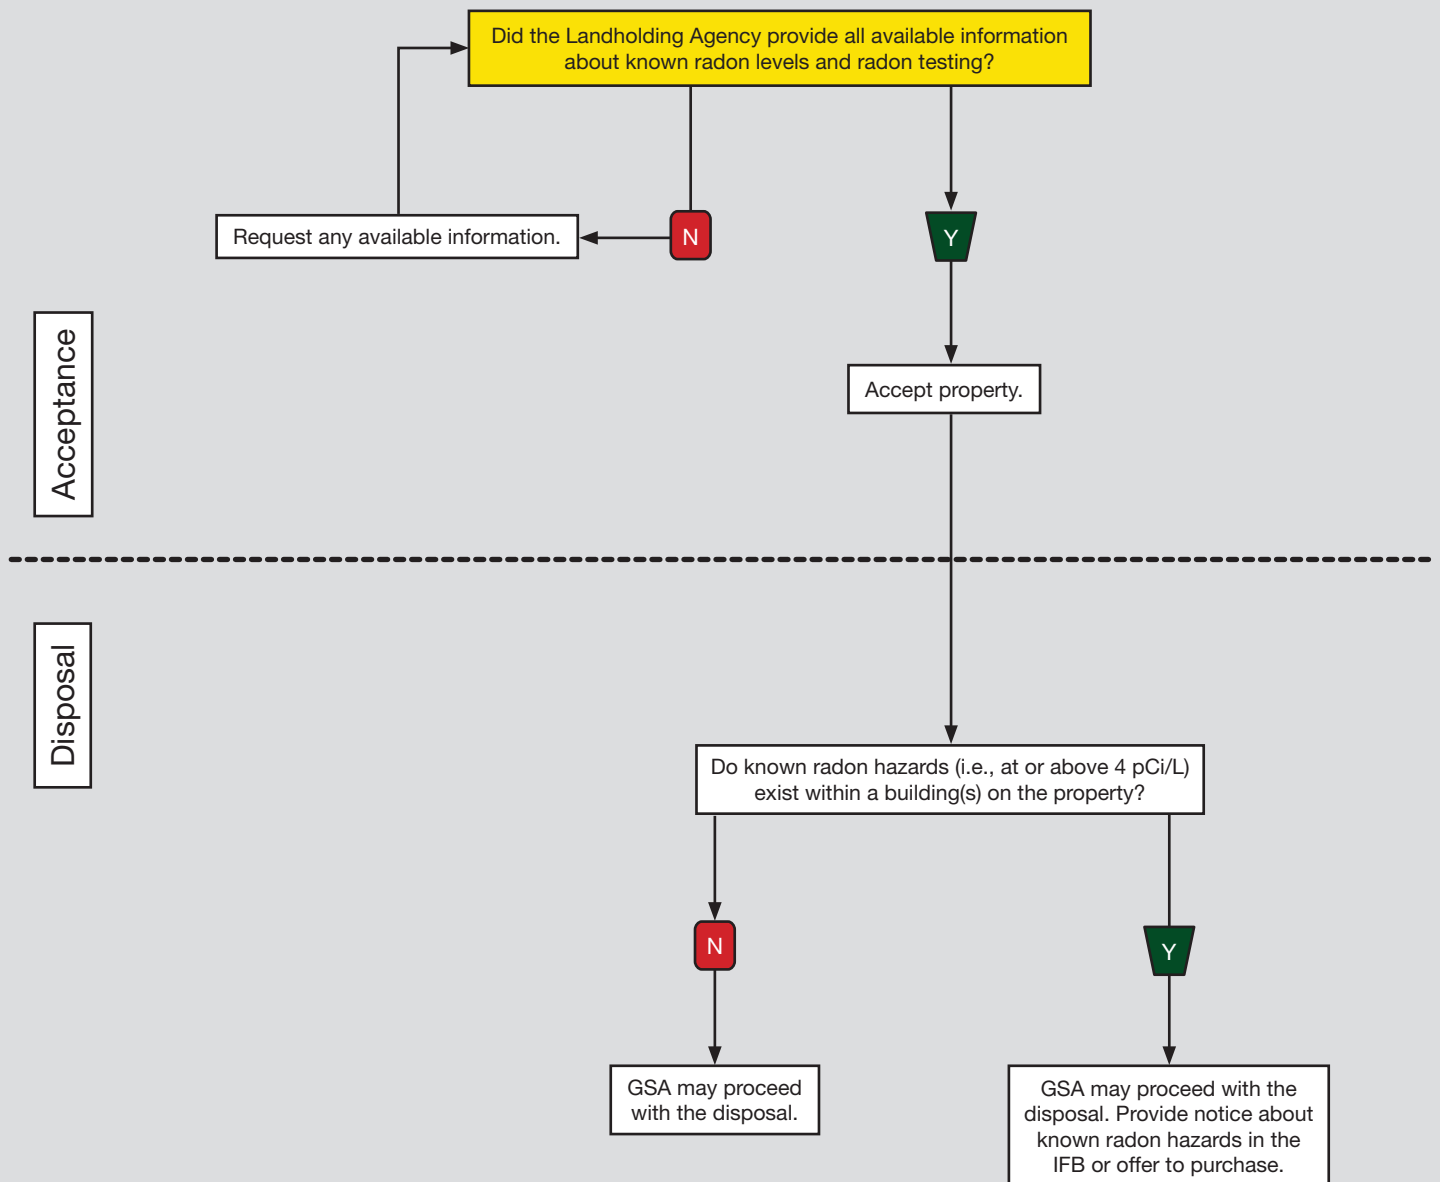 Did the Landholding Agency provide all available information
about known radon levels and radon testing?
Request any available information.
N
Y
Accept property.
Acceptance
Disposal
Do known radon hazards (i.e., at or above 4 pCi/L)
exist within a building(s) on the property?
N
Y
GSA may proceed
with the disposal.
GSA may proceed with the
disposal. Provide notice about
known radon hazards in the
IFB or offer to purchase.